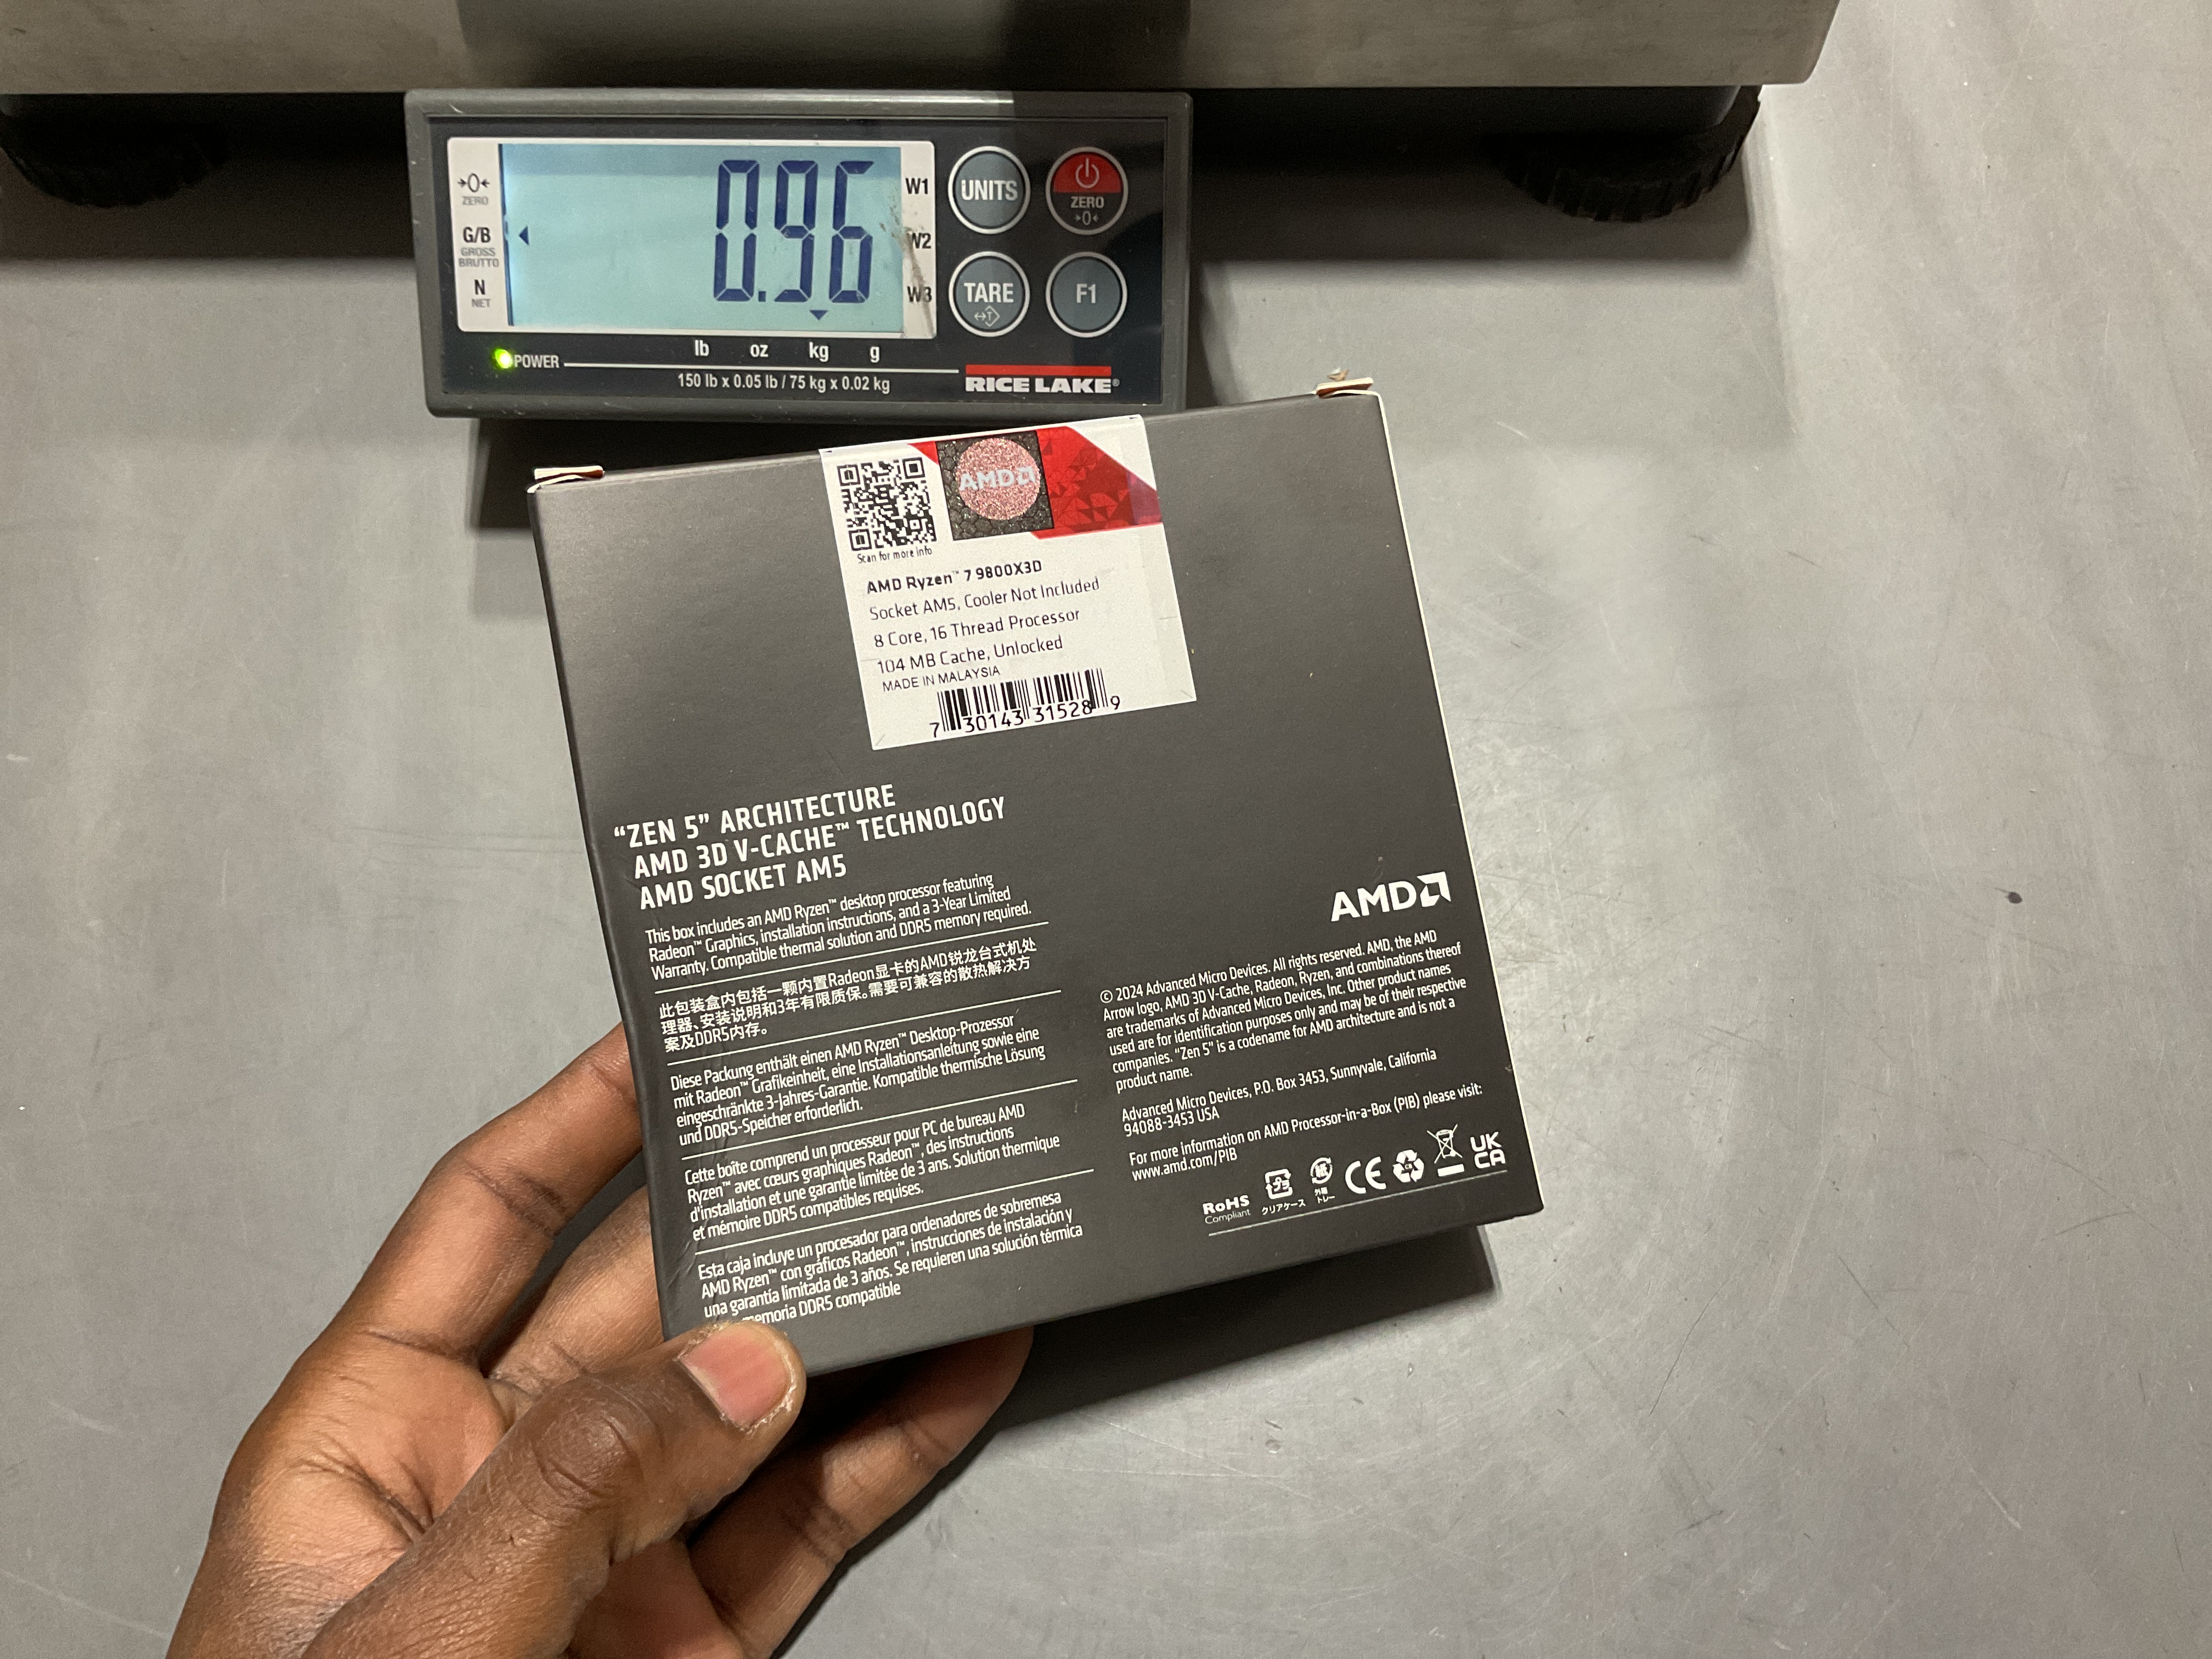 →0←
ZERO
G/B
GROSS
BRUTTO
N
NET
0.96
W1
W2
W3
UNITS
ZERO
→0←
TARE
↔T
F1
lb oz kg g
POWER
150 lb x 0.05 lb / 75 kg x 0.02 kg
RICE LAKE®
AMD
Scan for more info
AMD Ryzen™ 7 9800X3D
Socket AM5, Cooler Not Included
8 Core, 16 Thread Processor
104 MB Cache, Unlocked
MADE IN MALAYSIA
7 30143 31528 9
“ZEN 5” ARCHITECTURE
AMD 3D V-CACHE™ TECHNOLOGY
AMD SOCKET AM5
This box includes an AMD Ryzen™ desktop processor featuring
Radeon™ Graphics, installation instructions, and a 3-Year Limited
Warranty. Compatible thermal solution and DDR5 memory required.
此包装盒内包括一颗内置Radeon显卡的AMD锐龙台式机处
理器、安装说明和3年有限质保。需要可兼容的散热解决方
案及DDR5内存。
Diese Packung enthält einen AMD Ryzen™ Desktop-Prozessor
mit Radeon™ Grafikeinheit, eine Installationsanleitung sowie eine
eingeschränkte 3-Jahres-Garantie. Kompatible thermische Lösung
und DDR5-Speicher erforderlich.
Cette boîte comprend un processeur pour PC de bureau AMD
Ryzen™ avec cœurs graphiques Radeon™, des instructions
d'installation et une garantie limitée de 3 ans. Solution thermique
et mémoire DDR5 compatibles requises.
Esta caja incluye un procesador para ordenadores de sobremesa
AMD Ryzen™ con gráficos Radeon™, instrucciones de instalación y
una garantía limitada de 3 años. Se requieren una solución térmica
memoria DDR5 compatible
AMD
© 2024 Advanced Micro Devices. All rights reserved. AMD, the AMD
Arrow logo, AMD 3D V-Cache, Radeon, Ryzen, and combinations thereof
are trademarks of Advanced Micro Devices, Inc. Other product names
used are for identification purposes only and may be of their respective
companies. “Zen 5” is a codename for AMD architecture and is not a
product name.
Advanced Micro Devices, P.O. Box 3453, Sunnyvale, California
94088-3453 USA
For more information on AMD Processor-in-a-Box (PIB) please visit:
www.amd.com/PIB
RoHS
Compliant
クリアケース
外箱
トレー
CE
UK
CA